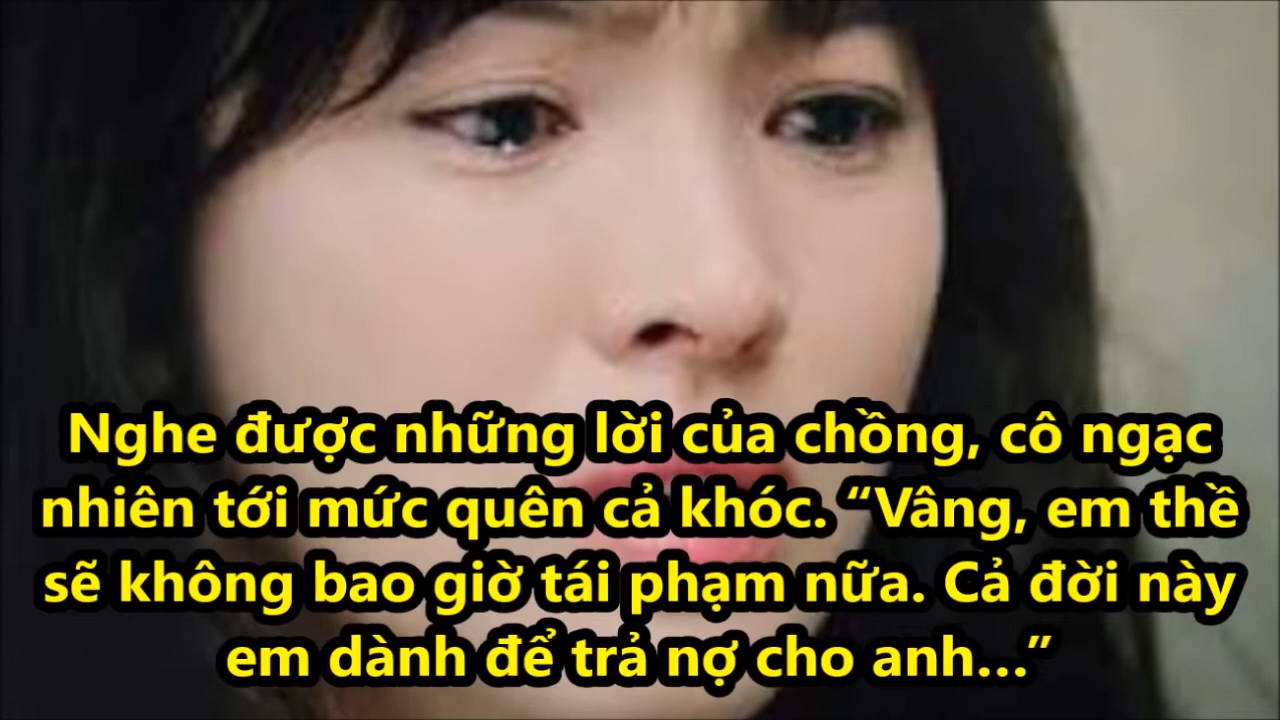 Nghe được những lời của chồng, cô ngạc
nhiên tới mức quên cả khóc. “Vâng, em thề
sẽ không bao giờ tái phạm nữa. Cả đời này
em dành để trả nợ cho anh…”